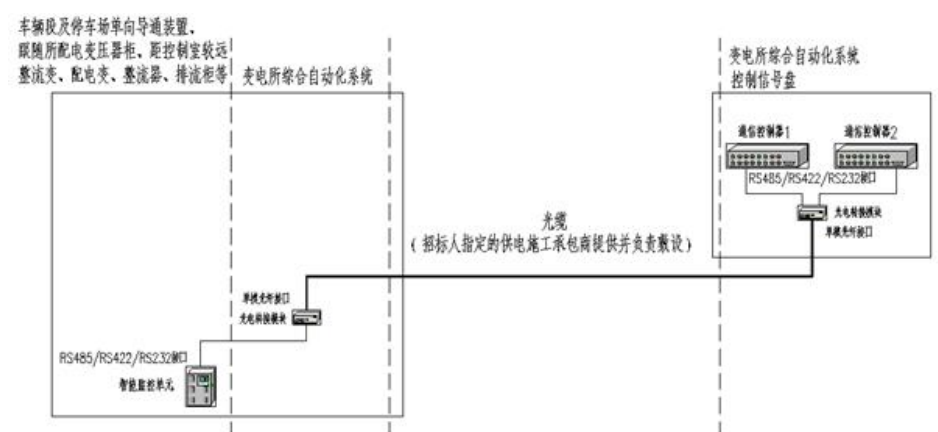 车辆段及停车场单向导通装置、
跟随所配电变压器柜、距控制室较远
整流变、配电变、整流器、排流柜等
变电所综合自动化系统
变电所综合自动化系统
控制信号盘
通信控制器1
通信控制器2
RS485/RS422/RS232接口
光电转换模块
单模光纤接口
光缆
(招标人指定的供电施工承包商提供并负责敷设)
单模光纤接口
光电转换模块
RS485/RS422/RS232接口
智能监控单元